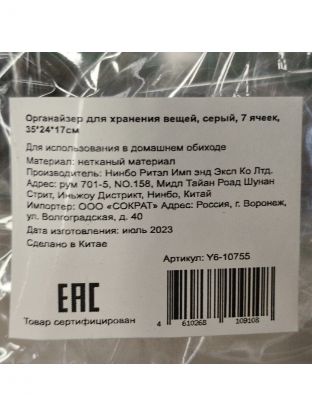 Органайзер для хранения вещей, серый, 7 ячеек,
35*24*17см
Для использования в домашнем обиходе
Материал: нетканый материал
Производитель: Нинбо Ритэл Имп энд Эксп Ко Лтд.
Адрес: рум 701-5, NO.158, Мидл Тайан Роад Шунан
Стрит, Иньжоу Дистрикт, Нинбо, Китай
Импортер: ООО «СОКРАТ» Адрес: Россия, г. Воронеж,
ул. Волгоградская, д. 40
Дата изготовления: июль 2023
Сделано в Китае
Артикул: Y6-10755
EAC
Товар сертифицирован
4 610268 109108